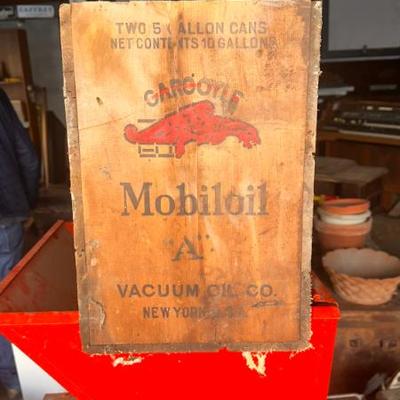 TWO 5 GALLON CANS
NET CONTENTS 10 GALLONS
GARGOYLE
Mobiloil
"A"
VACUUM OIL CO.
NEW YORK U.S.A.